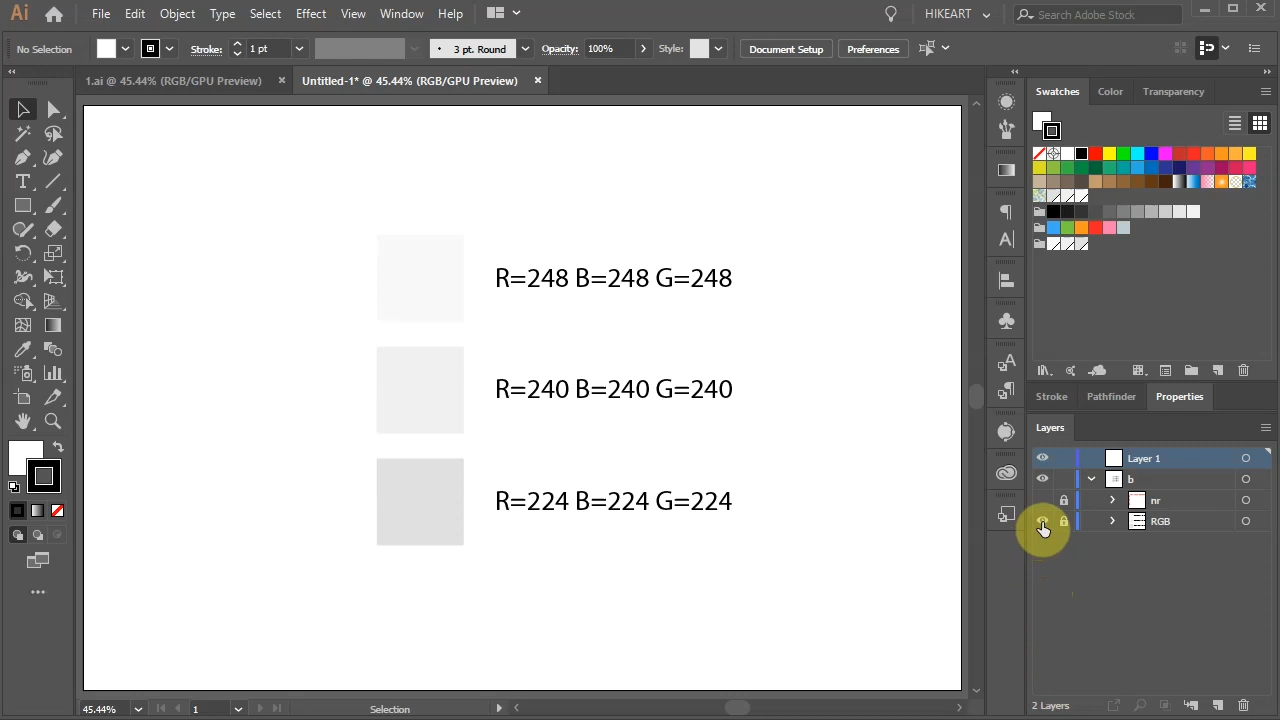 Ai File Edit Object Type Select Effect View Window Help HIKEART Search Adobe Stock
No Selection Stroke: 1 pt 3 pt. Round Opacity: 100% Style: Document Setup Preferences
1.ai @ 45.44% (RGB/GPU Preview) × Untitled-1* @ 45.44% (RGB/GPU Preview) ×
Swatches Color Transparency
R=248 B=248 G=248
R=240 B=240 G=240
Stroke Pathfinder Properties
Layers
Layer 1
b
nr
R=224 B=224 G=224
RGB
45.44% 1 Selection 2 Layers